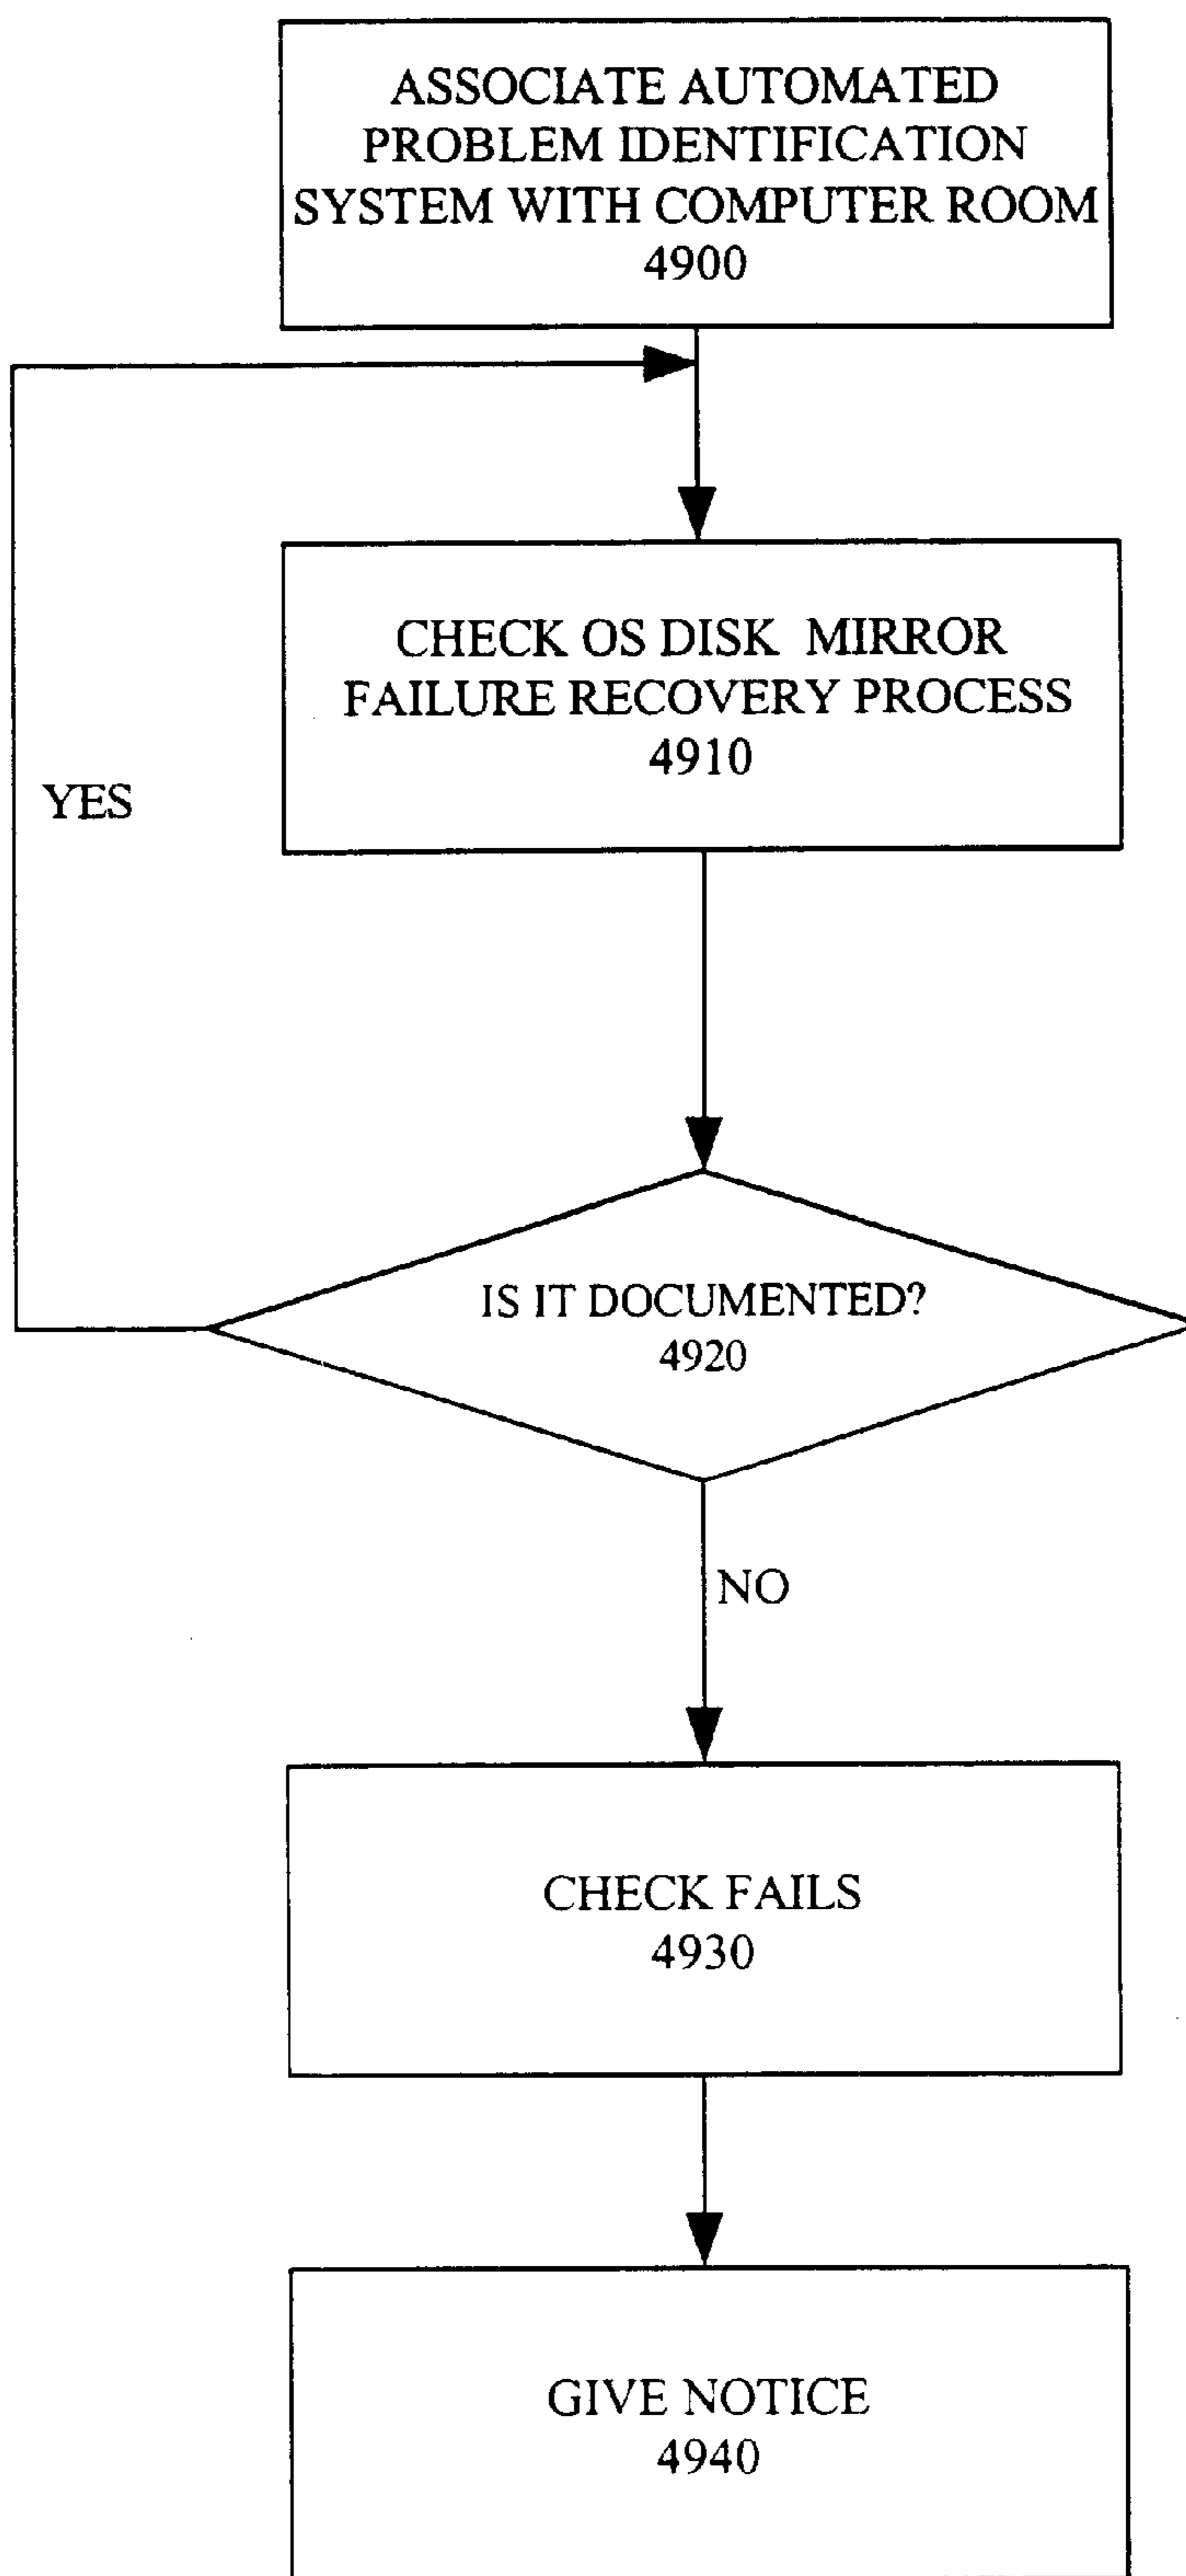 ASSOCIATE AUTOMATED
PROBLEM IDENTIFICATION
SYSTEM WITH COMPUTER ROOM
4900
CHECK OS DISK MIRROR
FAILURE RECOVERY PROCESS
4910
YES
IS IT DOCUMENTED?
4920
NO
CHECK FAILS
4930
GIVE NOTICE
4940